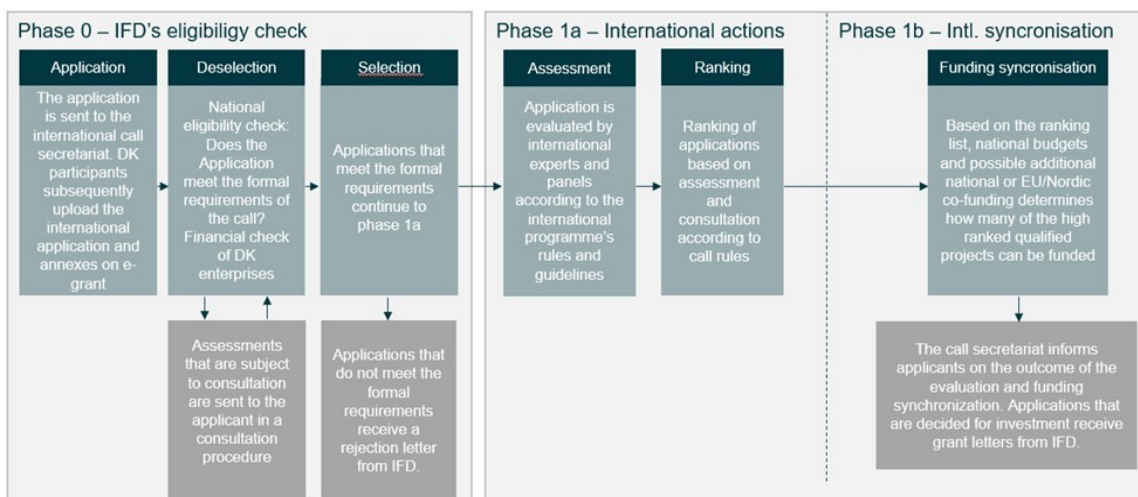 Phase 0 – IFD's eligibiligy check
Application
The application
is sent to the
international call
secretariat. DK
participants
subsequently
upload the
international
application and
annexes on e-
grant
Deselection
National
eligibility check:
Does the
Application
meet the formal
requirements of
the call?
Financial check
of DK
enterprises
Assessments
that are subject
to consultation
are sent to the
applicant in a
consultation
procedure
Selection
Applications that
meet the formal
requirements
continue to
phase 1a
Applications that
do not meet the
formal
requirements
receive a
rejection letter
from IFD.
Phase 1a – International actions
Assessment
Application is
evaluated by
international
experts and
panels
according to the
international
programme's
rules and
guidelines
Ranking
Ranking of
applications
based on
assessment
and
consultation
according to
call rules
Phase 1b – Intl. syncronisation
Funding syncronisation
Based on the ranking
list, national budgets
and possible additional
national or EU/Nordic
co-funding determines
how many of the high
ranked qualified
projects can be funded
The call secretariat informs
applicants on the outcome of the
evaluation and funding
synchronization. Applications that
are decided for investment receive
grant letters from IFD.